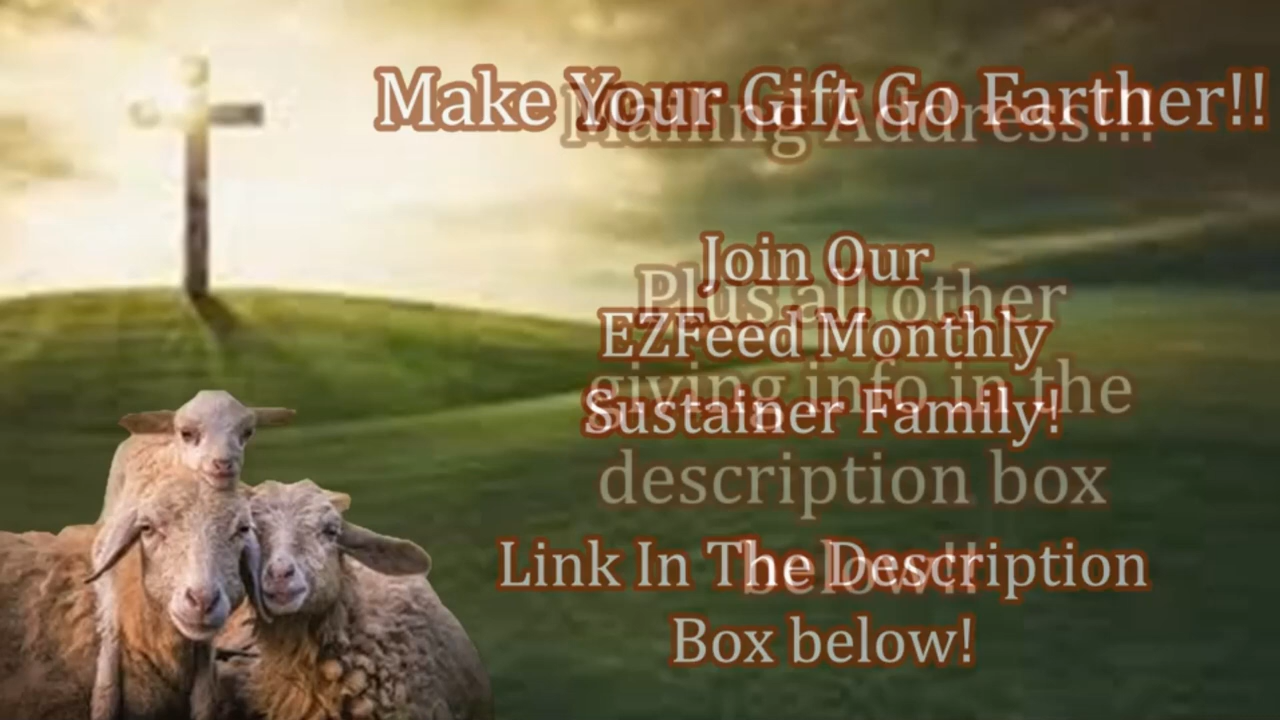 Make Your Gift Go Farther!!
Mailing Address!!!
Join Our
Plus all other
EZFeed Monthly
giving info in the
Sustainer Family!
description box
Link In The Description
below!!
Box below!